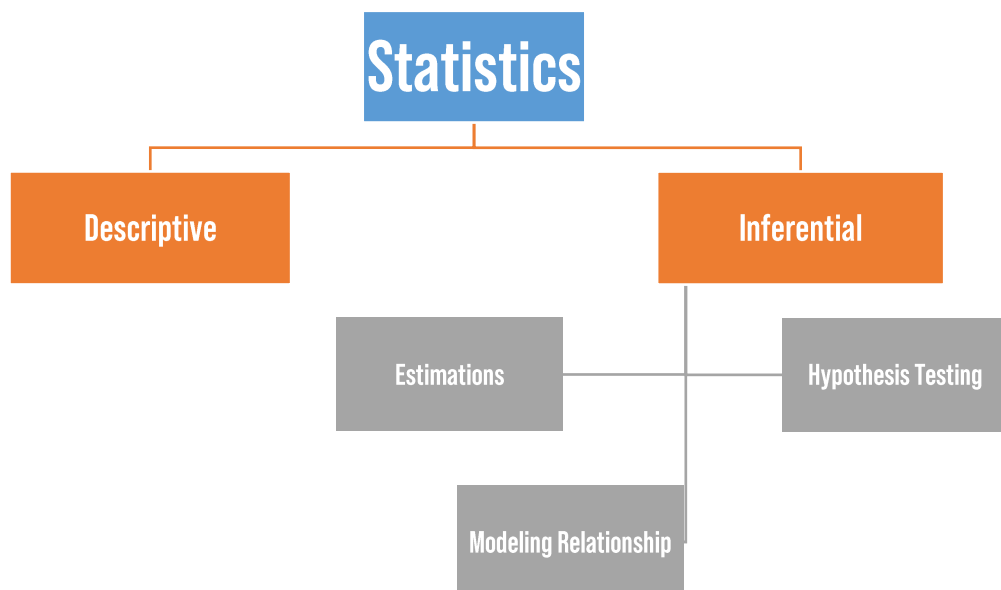 Statistics
Descriptive
Inferential
Estimations
Hypothesis Testing
Modeling Relationship